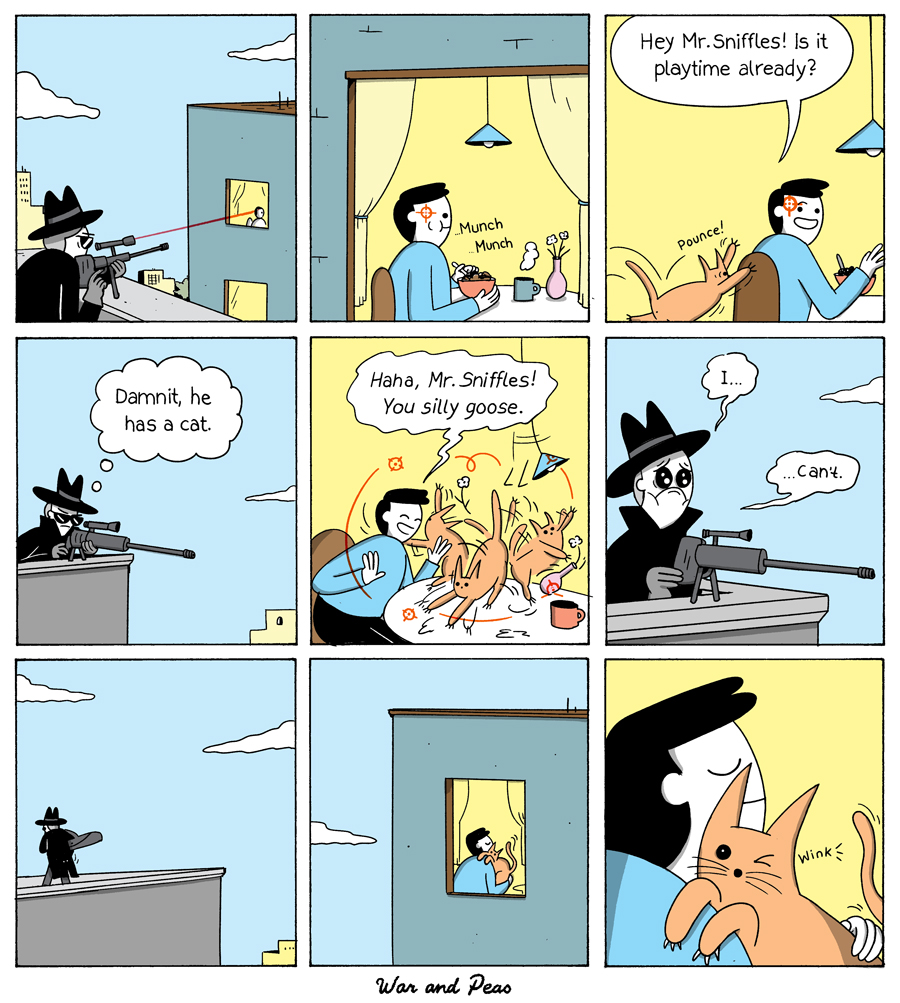 ...Munch
...Munch
Hey Mr. Sniffles! Is it
playtime already?
Pounce!
Damnit, he
has a cat.
Haha, Mr. Sniffles!
You silly goose.
I...
...can't.
Wink
War and Peas